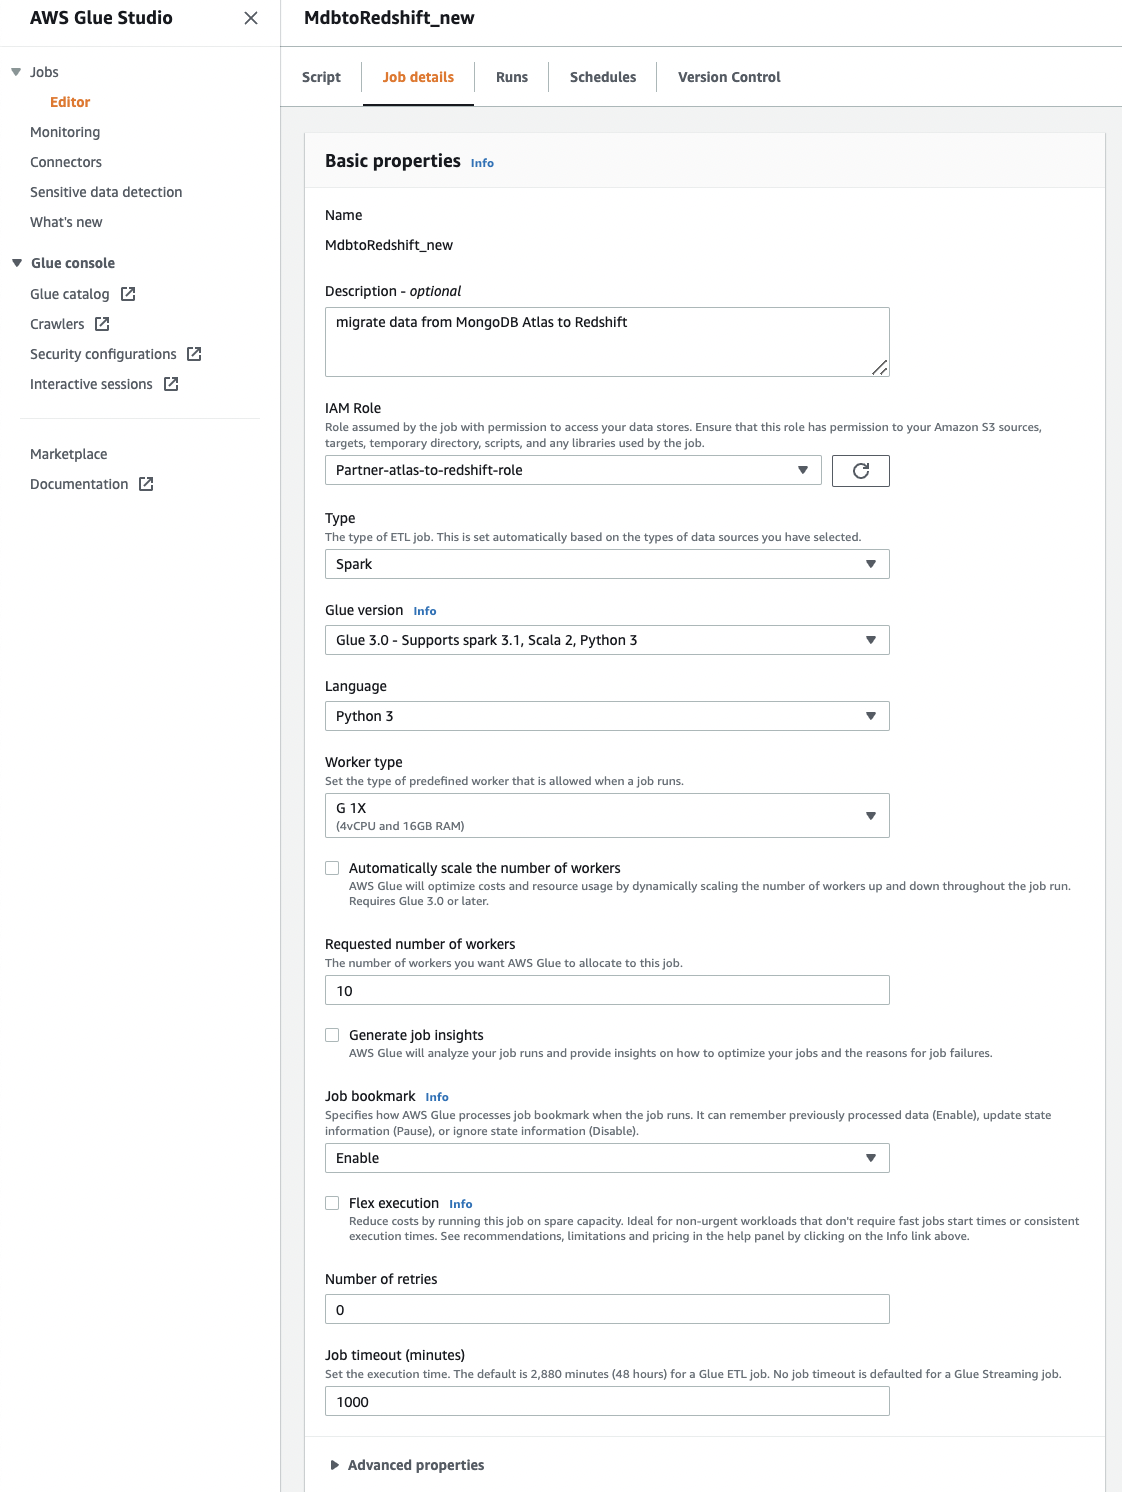 AWS Glue Studio
Jobs
Editor
Monitoring
Connectors
Sensitive data detection
What's new
Glue console
Glue catalog
Crawlers
Security configurations
Interactive sessions
Marketplace
Documentation
MdbtoRedshift_new
Script
Job details
Runs
Schedules
Version Control
Basic properties Info
Name
MdbtoRedshift_new
Description - optional
migrate data from MongoDB Atlas to Redshift
IAM Role
Role assumed by the job with permission to access your data stores. Ensure that this role has permission to your Amazon S3 sources,
targets, temporary directory, scripts, and any libraries used by the job.
Partner-atlas-to-redshift-role
Type
The type of ETL job. This is set automatically based on the types of data sources you have selected.
Spark
Glue version Info
Glue 3.0 - Supports spark 3.1, Scala 2, Python 3
Language
Python 3
Worker type
Set the type of predefined worker that is allowed when a job runs.
G 1X
(4vCPU and 16GB RAM)
Automatically scale the number of workers
AWS Glue will optimize costs and resource usage by dynamically scaling the number of workers up and down throughout the job run.
Requires Glue 3.0 or later.
Requested number of workers
The number of workers you want AWS Glue to allocate to this job.
10
Generate job insights
AWS Glue will analyze your job runs and provide insights on how to optimize your jobs and the reasons for job failures.
Job bookmark Info
Specifies how AWS Glue processes job bookmark when the job runs. It can remember previously processed data (Enable), update state
information (Pause), or ignore state information (Disable).
Enable
Flex execution Info
Reduce costs by running this job on spare capacity. Ideal for non-urgent workloads that don't require fast jobs start times or consistent
execution times. See recommendations, limitations and pricing in the help panel by clicking on the Info link above.
Number of retries
0
Job timeout (minutes)
Set the execution time. The default is 2,880 minutes (48 hours) for a Glue ETL job. No job timeout is defaulted for a Glue Streaming job.
1000
Advanced properties